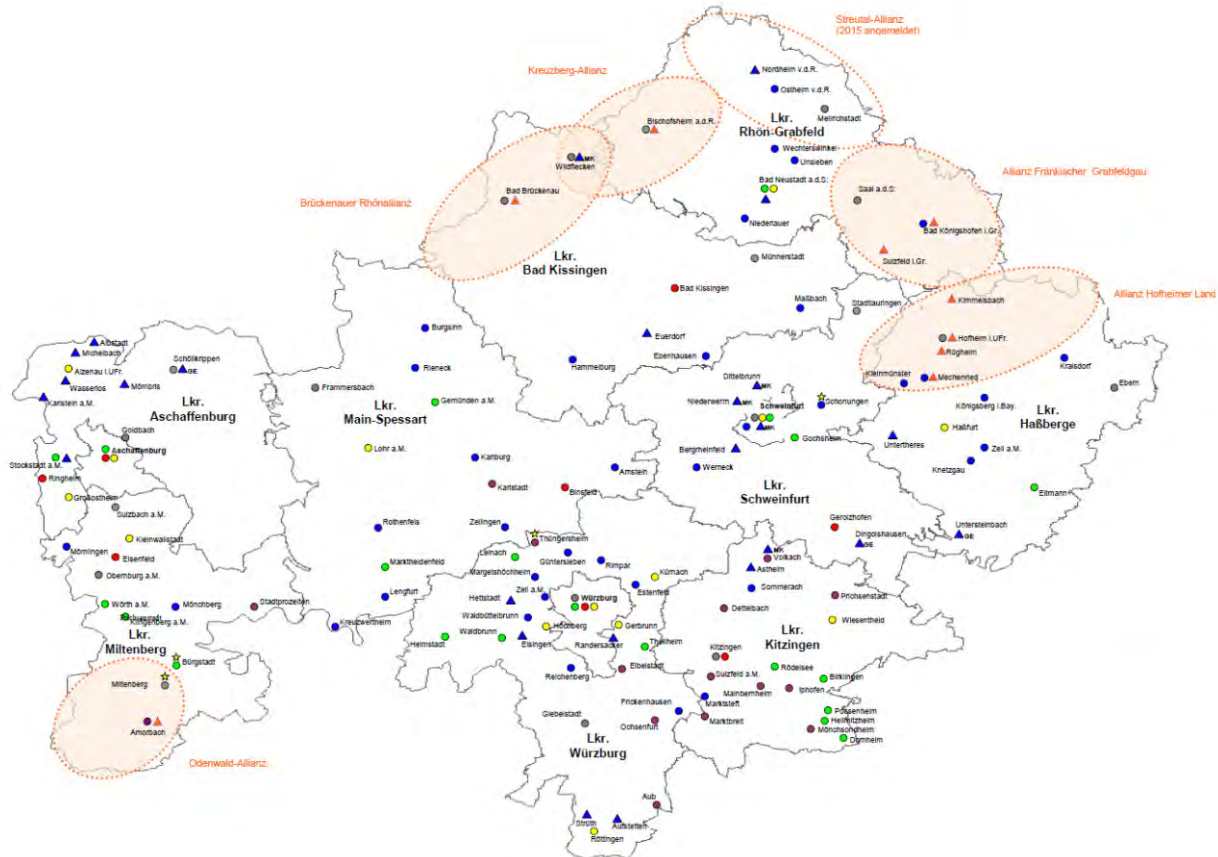 Streutal-Allianz
(2015 angemeldet)
Kreuzberg-Allianz
Nordheim v.d.R.
Ostheim v.d.R.
Mellrichstadt
Bischofsheim a.d.R.
Lkr.
Rhön-Grabfeld
Wechterswinkel
Unsleben
MK
Wildflecken
Bad Neustadt a.d.S:
Allianz Fränkischer Grabfeldgau
Bad Brückenau
Saal a.d.S:
Brückenauer Rhönallianz
Niederlauer
Bad Königshofen i.Gr.
Sulzfeld i.Gr.
Lkr.
Bad Kissingen
Münnerstadt
Bad Kissingen
Maßbach
Stadtlauringen
Kimmelsbach
Allianz Hofheimer Land
Burgsinn
Euerdorf
Hofheim i.UFr.
Rügheim
Albstadt
Michelbach
Schöllkrippen
Alzenau i.UFr.
GE
Wasserlos
Mömbris
Karlstein a.M.
Lkr.
Aschaffenburg
Rieneck
Ebenhausen
Hammelburg
Kleinmünster
Mechenried
Kraisdorf
Ebern
Frammersbach
Gemünden a.M.
Lkr.
Main-Spessart
Dittelbrunn
MK
Niederwerrn
MK
Schweinfurt
MK
Schonungen
Königsberg i.Bay.
Lkr.
Haßberge
Goldbach
Aschaffenburg
Stockstadt a.M.
Ringheim
Großostheim
Sulzbach a.M.
Lohr a.M.
Karlburg
Karlstadt
Arnstein
Binsfeld
Bergrheinfeld
Werneck
Gochsheim
Untertheres
Haßfurt
Zeil a.M.
Knetzgau
Eltmann
Lkr.
Schweinfurt
Gerolzhofen
Dingolshausen
GE
Untersteinbach
GE
Kleinwallstadt
Mömlingen
Elsenfeld
Obernburg a.M.
Rothenfels
Zellingen
Thüngersheim
Leinach
Güntersleben
Margetshöchheim
Rimpar
Marktheidenfeld
MK
Volkach
Astheim
Sommerach
Kürnach
Estenfeld
Zell a.M.
Würzburg
Hettstadt
Lengfurt
Kreuzwertheim
Stadtprozelten
Wörth a.M.
Mönchberg
Klingenberg a.M.
Lkr.
Miltenberg
Waldbüttelbrunn
Höchberg
Gerbrunn
Helmstadt
Waldbrunn
Eisingen
Randersacker
Theilheim
Dettelbach
Prichsenstadt
Wiesentheid
Lkr.
Kitzingen
Kitzingen
Rödelsee
Birklingen
Bürgstadt
Miltenberg
Reichenberg
Eibelstadt
Sulzfeld a.M.
Mainbernheim
Iphofen
Frickenhausen
Marktsteft
Marktbreit
Possenheim
Hellmitzheim
Mönchsondheim
Dornheim
Amorbach
Giebelstadt
Ochsenfurt
Lkr.
Würzburg
Odenwald-Allianz
Aub
Strüth
Aufstetten
Röttingen